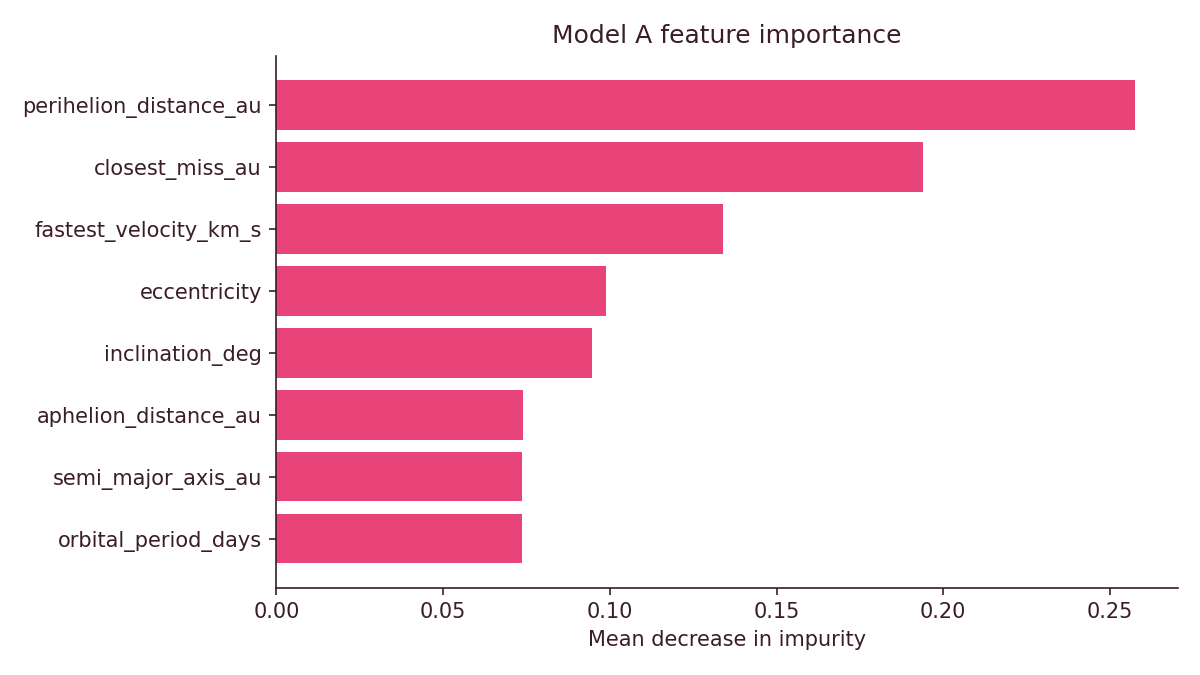 Model A feature importance
perihelion_distance_au
closest_miss_au
fastest_velocity_km_s
eccentricity
inclination_deg
aphelion_distance_au
semi_major_axis_au
orbital_period_days
0.00 0.05 0.10 0.15 0.20 0.25
Mean decrease in impurity